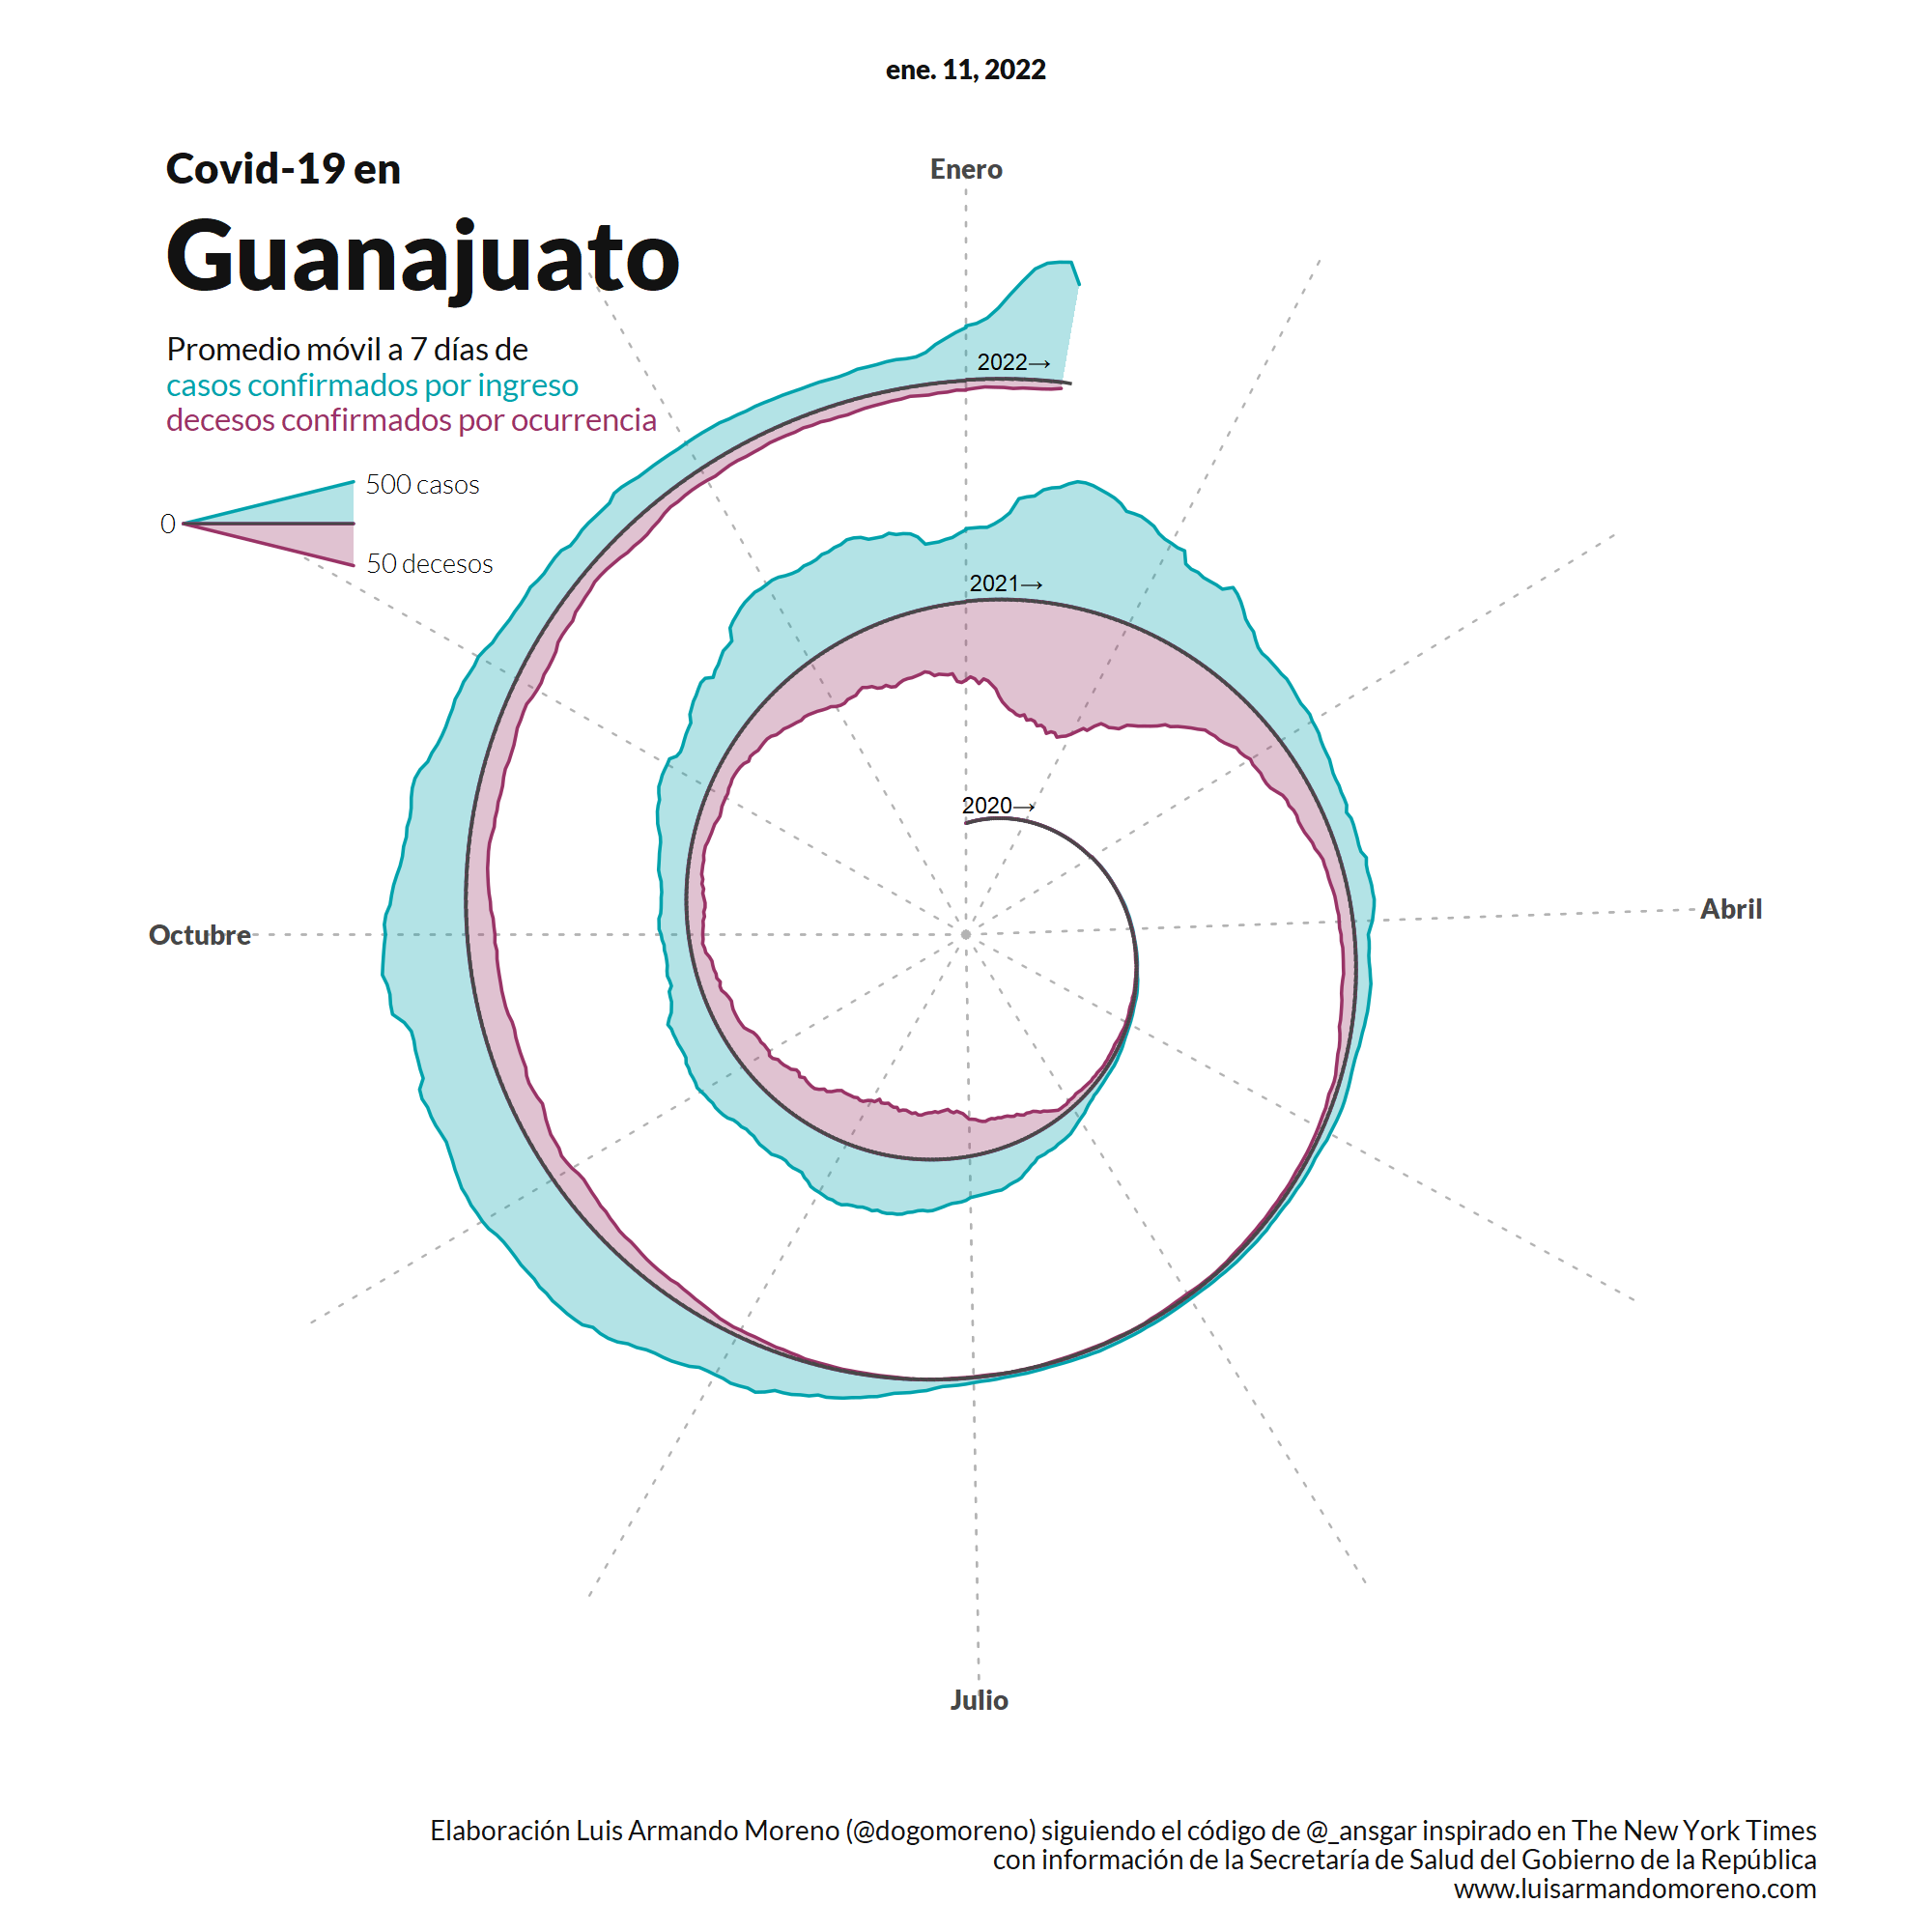 ene. 11, 2022
Covid-19 en
Guanajuato
Promedio móvil a 7 días de
casos confirmados por ingreso
decesos confirmados por ocurrencia
500 casos
0
50 decesos
Enero
2022→
2021→
2020→
Abril
Octubre
Julio
Elaboración Luis Armando Moreno (@dogomoreno) siguiendo el código de @_ansgar inspirado en The New York Times
con información de la Secretaría de Salud del Gobierno de la República
www.luisarmandomoreno.com